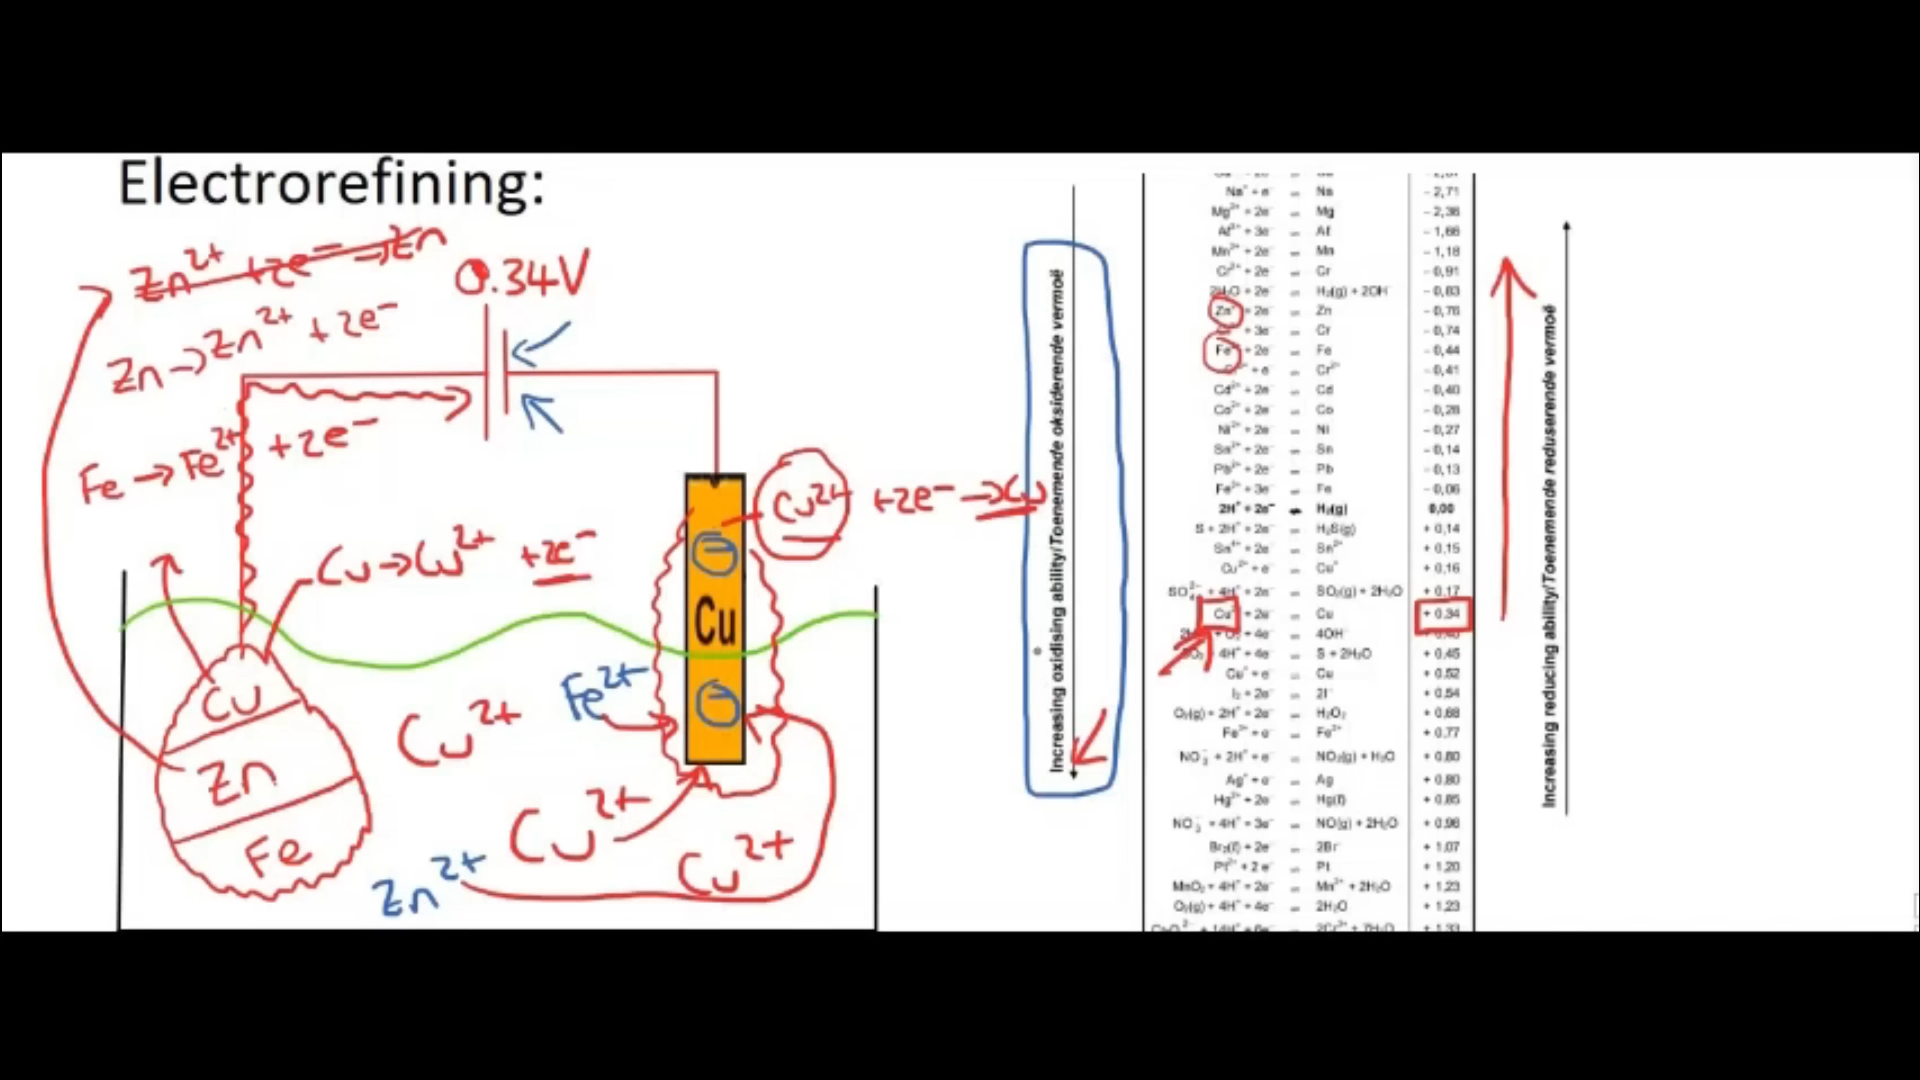 Electrorefining:
Zn²⁺ +2e⁻ → Zn
0.34V
Zn → Zn²⁺ + 2e⁻
Fe → Fe²⁺ +2e⁻
Cu → Cu²⁺ +2e⁻
Cu²⁺ +2e⁻ → Cu
Cu
Fe²⁺
Cu
Cu²⁺
Zn
Cu²⁺
Fe
Cu²⁺
Zn²⁺
Increasing oxidising ability/Toenemende oksiderende vermoë
Na⁺ + e⁻ ⇌ Na - 2,71
Mg²⁺ + 2e⁻ ⇌ Mg - 2,36
Aℓ³⁺ + 3e⁻ ⇌ Aℓ - 1,66
Mn²⁺ + 2e⁻ ⇌ Mn - 1,18
Cr²⁺ + 2e⁻ ⇌ Cr - 0,91
2H₂O + 2e⁻ ⇌ H₂(g) + 2OH⁻ - 0,83
Zn²⁺ + 2e⁻ ⇌ Zn - 0,76
+ 3e⁻ ⇌ Cr - 0,74
Fe²⁺ + 2e⁻ ⇌ Fe - 0,44
+ e⁻ ⇌ Cr²⁺ - 0,41
Cd²⁺ + 2e⁻ ⇌ Cd - 0,40
Co²⁺ + 2e⁻ ⇌ Co - 0,28
Ni²⁺ + 2e⁻ ⇌ Ni - 0,27
Sn²⁺ + 2e⁻ ⇌ Sn - 0,14
Pb²⁺ + 2e⁻ ⇌ Pb - 0,13
Fe³⁺ + 3e⁻ ⇌ Fe - 0,06
2H⁺ + 2e⁻ ⇌ H₂(g) 0,00
S + 2H⁺ + 2e⁻ ⇌ H₂S(g) + 0,14
Sn⁴⁺ + 2e⁻ ⇌ Sn²⁺ + 0,15
Cu²⁺ + e⁻ ⇌ Cu⁺ + 0,16
SO₄²⁻ + 4H⁺ + 2e⁻ ⇌ SO₂(g) + 2H₂O + 0,17
Cu²⁺ + 2e⁻ ⇌ Cu + 0,34
+ O₂ + 4e⁻ ⇌ 4OH⁻ + 0,40
+ 4H⁺ + 4e⁻ ⇌ S + 2H₂O + 0,45
Cu⁺ + e⁻ ⇌ Cu + 0,52
I₂ + 2e⁻ ⇌ 2I⁻ + 0,54
O₂(g) + 2H⁺ + 2e⁻ ⇌ H₂O₂ + 0,68
Fe³⁺ + e⁻ ⇌ Fe²⁺ + 0,77
NO₃⁻ + 2H⁺ + e⁻ ⇌ NO₂(g) + H₂O + 0,80
Ag⁺ + e⁻ ⇌ Ag + 0,80
Hg²⁺ + 2e⁻ ⇌ Hg(ℓ) + 0,85
NO₃⁻ + 4H⁺ + 3e⁻ ⇌ NO(g) + 2H₂O + 0,96
Br₂(ℓ) + 2e⁻ ⇌ 2Br⁻ + 1,07
Pt²⁺ + 2 e⁻ ⇌ Pt + 1,20
MnO₂ + 4H⁺ + 2e⁻ ⇌ Mn²⁺ + 2H₂O + 1,23
O₂(g) + 4H⁺ + 4e⁻ ⇌ 2H₂O + 1,23
Increasing reducing ability/Toenemende reduserende vermoë